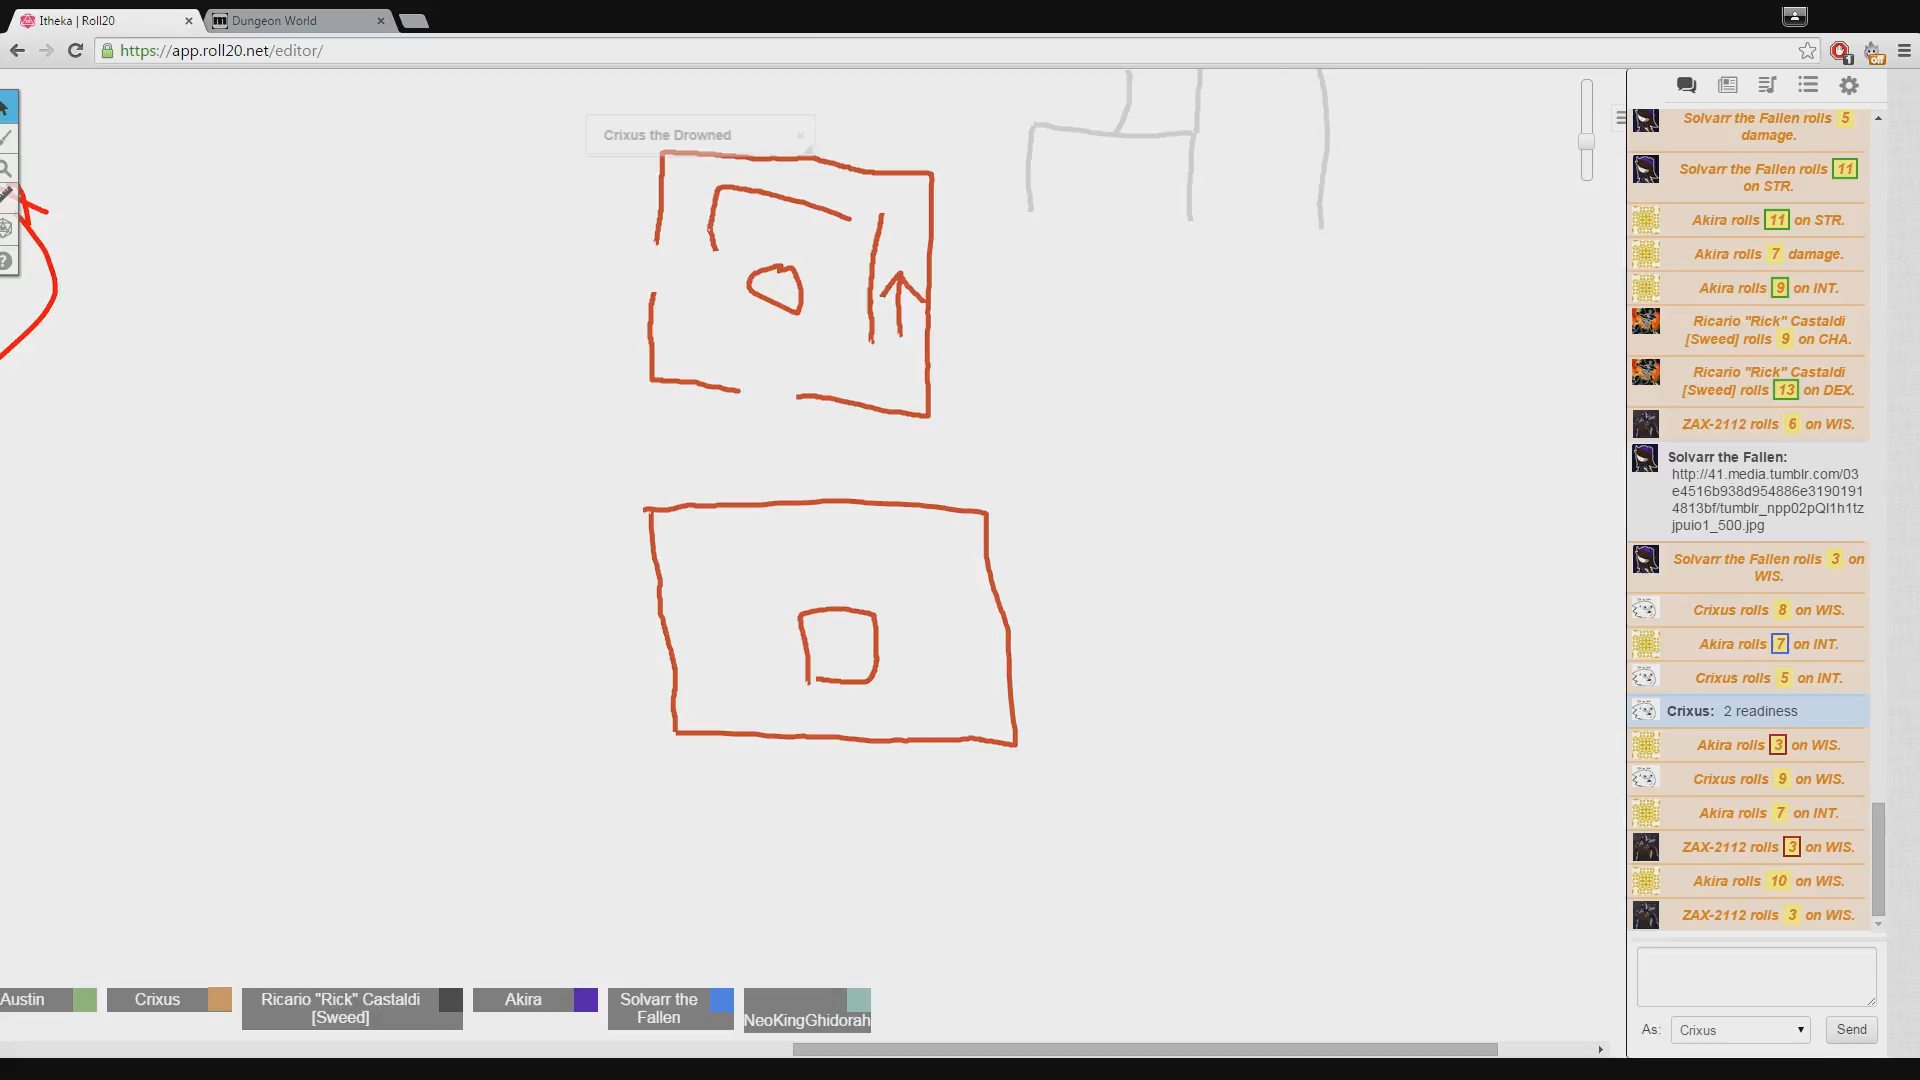 Itheka | Roll20
Dungeon World
https://app.roll20.net/editor/
1
off
Crixus the Drowned
Solvarr the Fallen rolls 5
damage.
Solvarr the Fallen rolls 11
on STR.
Akira rolls 11 on STR.
Akira rolls 7 damage.
Akira rolls 9 on INT.
Ricario "Rick" Castaldi
[Sweed] rolls 9 on CHA.
Ricario "Rick" Castaldi
[Sweed] rolls 13 on DEX.
ZAX-2112 rolls 6 on WIS.
Solvarr the Fallen:
http://41.media.tumblr.com/03
e4516b938d954886e3190191
4813bf/tumblr_npp02pQl1h1tz
jpuio1_500.jpg
Solvarr the Fallen rolls 3 on
WIS.
Crixus rolls 8 on WIS.
Akira rolls 7 on INT.
Crixus rolls 5 on INT.
Crixus: 2 readiness
Akira rolls 3 on WIS.
Crixus rolls 9 on WIS.
Akira rolls 7 on INT.
ZAX-2112 rolls 3 on WIS.
Akira rolls 10 on WIS.
ZAX-2112 rolls 3 on WIS.
As: Crixus Send
Austin
Crixus
Ricario "Rick" Castaldi
[Sweed]
Akira
Solvarr the
Fallen
NeoKingGhidorah